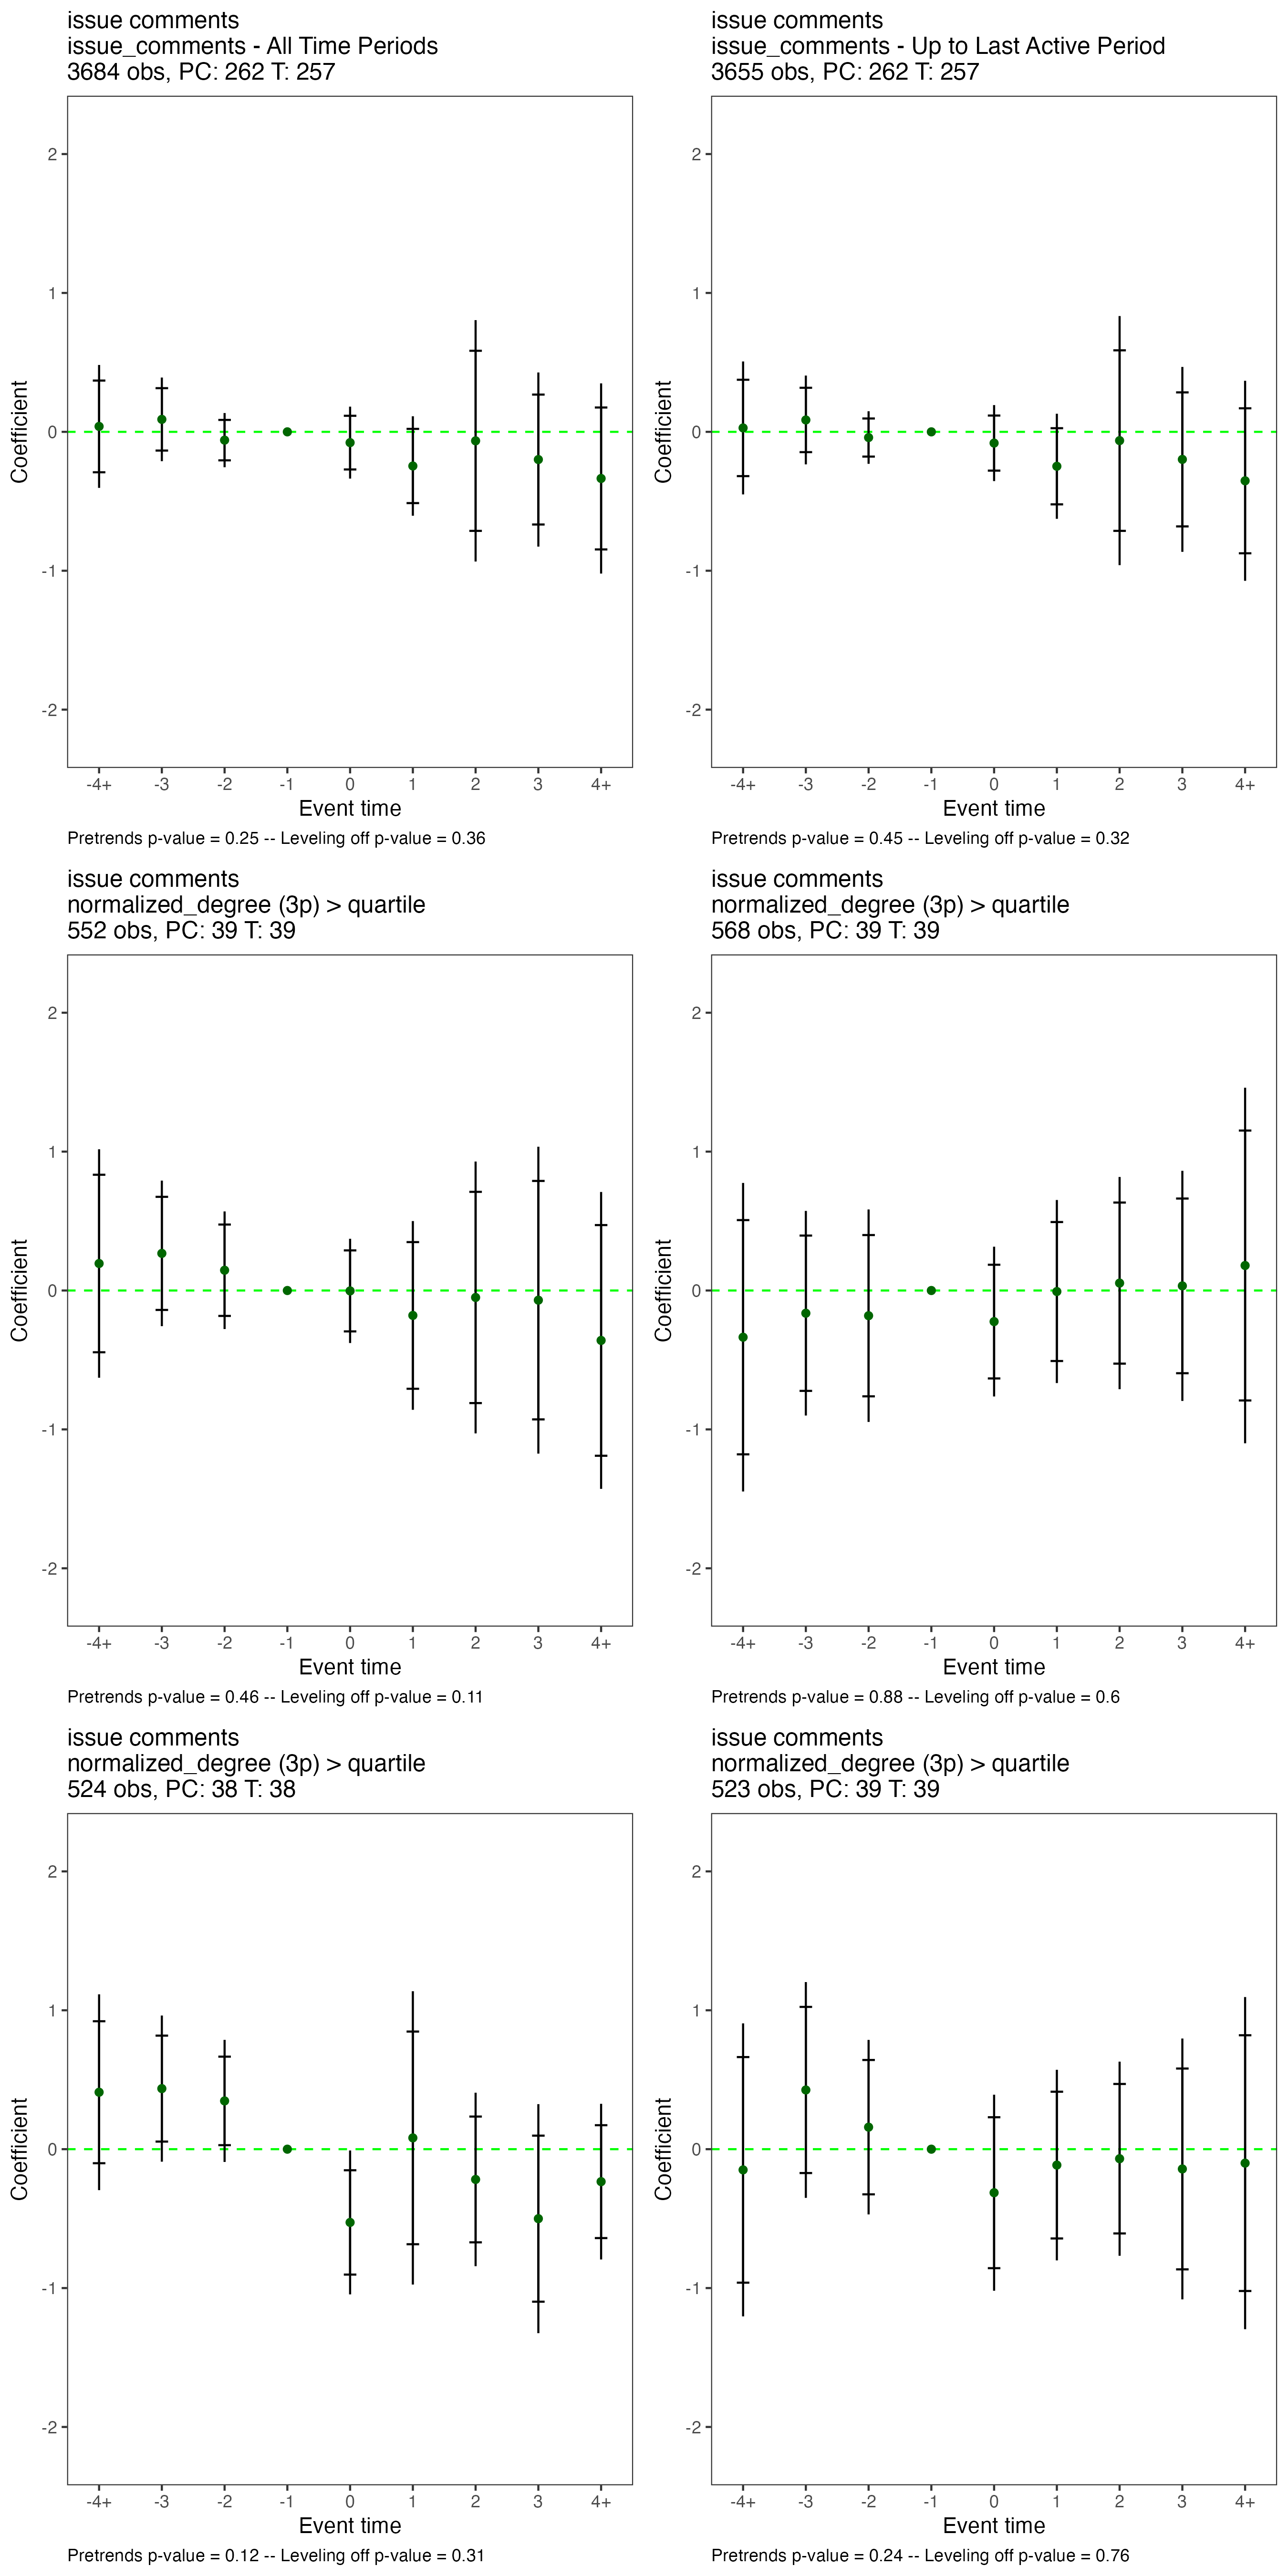 issue comments
issue_comments - All Time Periods
3684 obs, PC: 262 T: 257
2
1
0
-1
-2
Coefficient
-4+ -3 -2 -1 0 1 2 3 4+
Event time
Pretrends p-value = 0.25 -- Leveling off p-value = 0.36
issue comments
issue_comments - Up to Last Active Period
3655 obs, PC: 262 T: 257
2
1
0
-1
-2
Coefficient
-4+ -3 -2 -1 0 1 2 3 4+
Event time
Pretrends p-value = 0.45 -- Leveling off p-value = 0.32
issue comments
normalized_degree (3p) > quartile
552 obs, PC: 39 T: 39
2
1
0
-1
-2
Coefficient
-4+ -3 -2 -1 0 1 2 3 4+
Event time
Pretrends p-value = 0.46 -- Leveling off p-value = 0.11
issue comments
normalized_degree (3p) > quartile
568 obs, PC: 39 T: 39
2
1
0
-1
-2
Coefficient
-4+ -3 -2 -1 0 1 2 3 4+
Event time
Pretrends p-value = 0.88 -- Leveling off p-value = 0.6
issue comments
normalized_degree (3p) > quartile
524 obs, PC: 38 T: 38
2
1
0
-1
-2
Coefficient
-4+ -3 -2 -1 0 1 2 3 4+
Event time
Pretrends p-value = 0.12 -- Leveling off p-value = 0.31
issue comments
normalized_degree (3p) > quartile
523 obs, PC: 39 T: 39
2
1
0
-1
-2
Coefficient
-4+ -3 -2 -1 0 1 2 3 4+
Event time
Pretrends p-value = 0.24 -- Leveling off p-value = 0.76